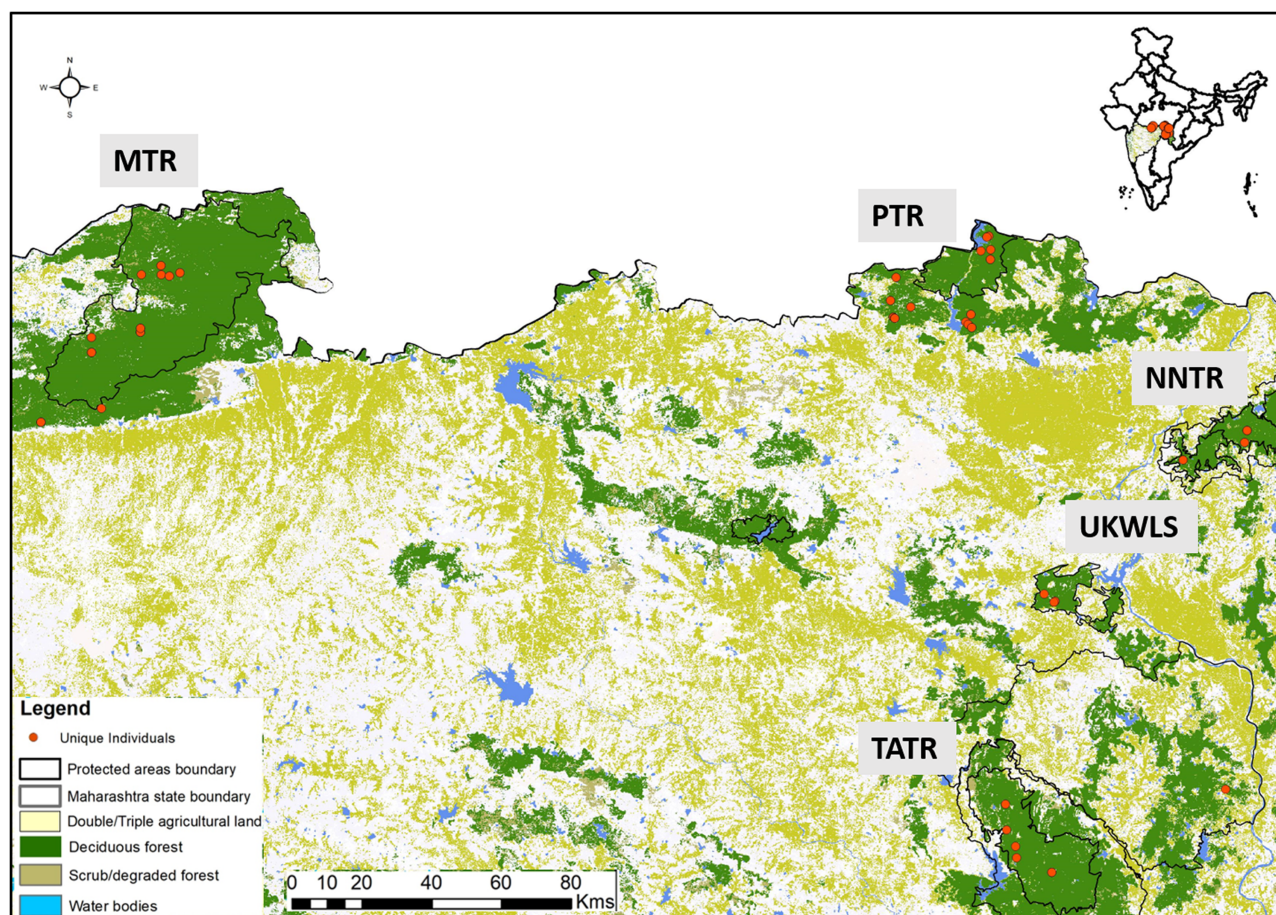 N
W E
S
MTR
PTR
NNTR
UKWLS
TATR
Legend
Unique Individuals
Protected areas boundary
Maharashtra state boundary
Double/Triple agricultural land
Deciduous forest
Scrub/degraded forest
Water bodies
0 10 20 40 60 80
Kms